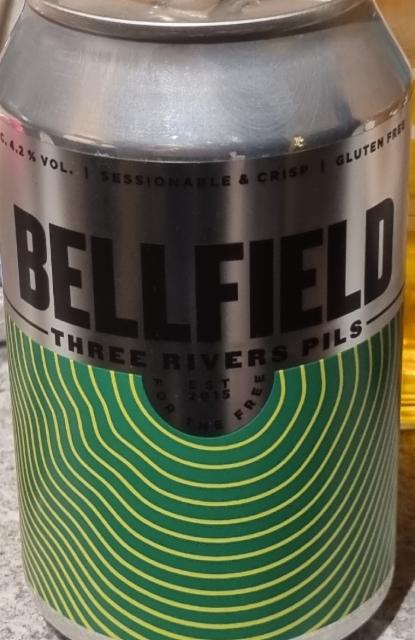 C. 4.2 % VOL. | SESSIONABLE & CRISP | GLUTEN FREE
BELLFIELD
THREE RIVERS PILS
EST
2015
FOR THE FREE